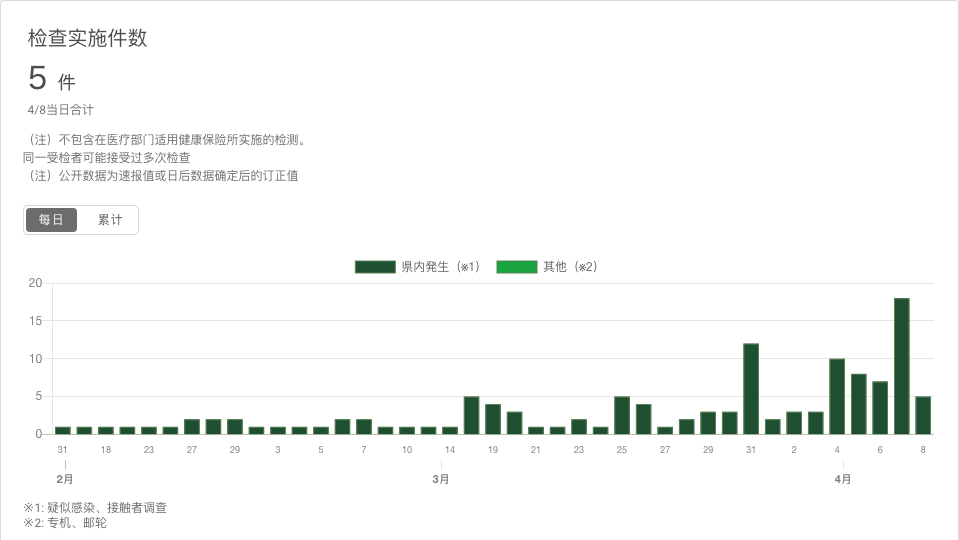 检查实施件数
5 件
4/8当日合计
（注）不包含在医疗部门适用健康保险所实施的检测。
同一受检者可能接受过多次检查
（注）公开数据为速报值或日后数据确定后的订正值
每日 累计
県内発生（※1） 其他（※2）
20
15
10
5
0
31 18 23 27 29 3 5 7 10 14 19 21 23 25 27 29 31 2 4 6 8
2月 3月 4月
※1: 疑似感染、接触者调查
※2: 专机、邮轮